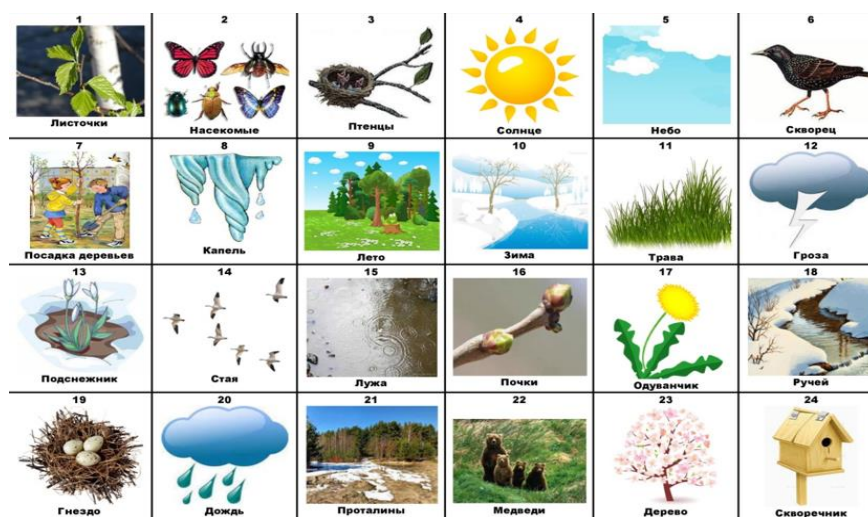 1
Листочки
2
Насекомые
3
Птенцы
4
Солнце
5
Небо
6
Скворец
7
Посадка деревьев
8
Капель
9
Лето
10
Зима
11
Трава
12
Гроза
13
Подснежник
14
Стая
15
Лужа
16
Почки
17
Одуванчик
18
Ручей
19
Гнездо
20
Дождь
21
Проталины
22
Медведи
23
Дерево
24
Скворечник